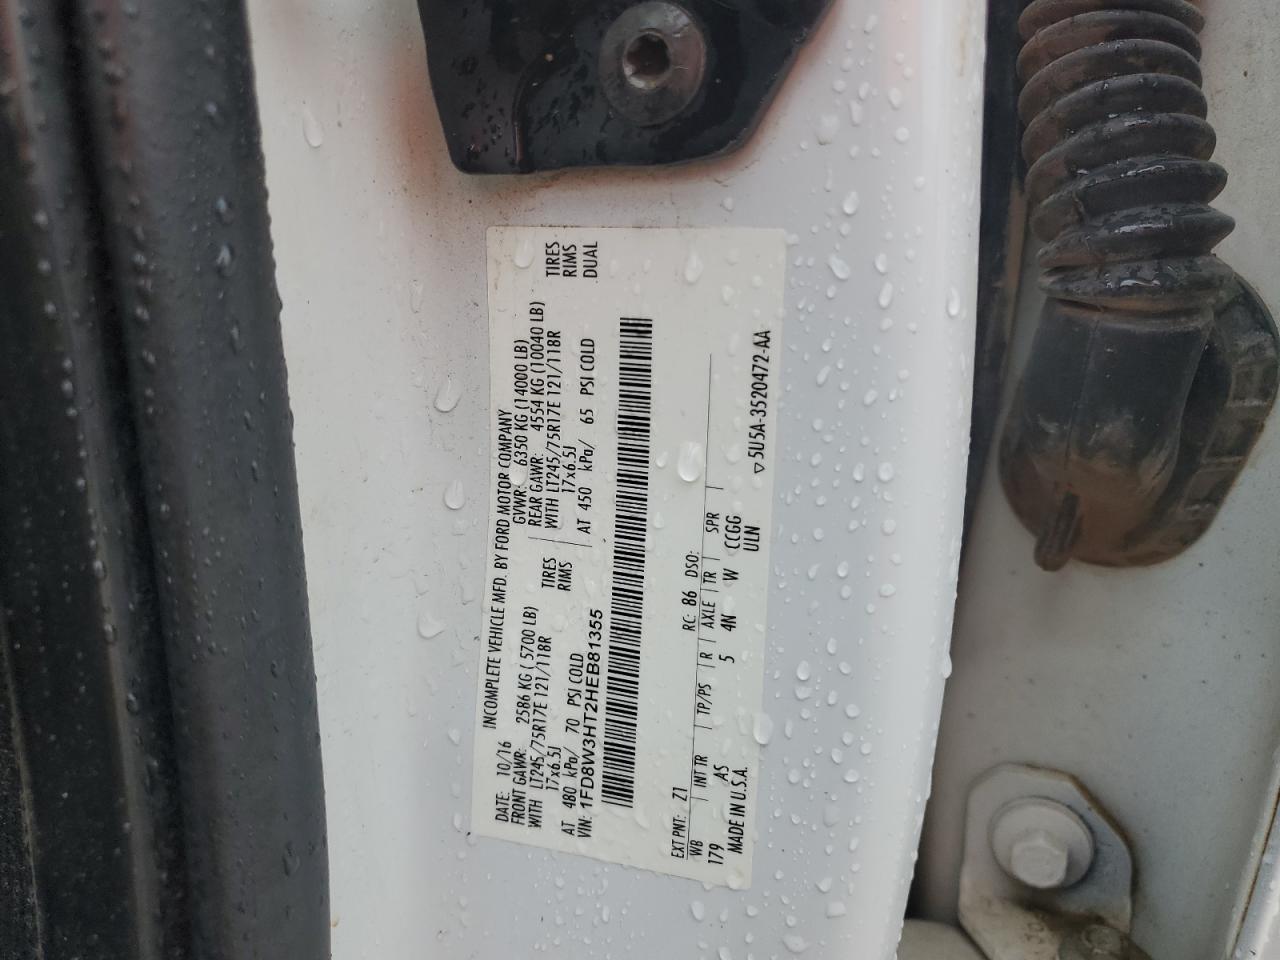 INCOMPLETE VEHICLE MFD. BY FORD MOTOR COMPANY
DATE: 10/16 GVWR: 6350 KG (14000 LB)
FRONT GAWR: 2586 KG ( 5700 LB) REAR GAWR: 4554 KG (10040 LB)
WITH LT245/75R17E 121/118R TIRES WITH LT245/75R17E 121/118R TIRES
17x6.5J RIMS 17x6.5J RIMS
AT 480 kPa/ 70 PSI COLD AT 450 kPa/ 65 PSI COLD DUAL
VIN: 1FD8W3HT2HEB81355
EXT PNT: Z1 RC: 86 DSO:
WB INT TR TP/PS R AXLE TR SPR
179 AS 5 4N W CCGG
MADE IN U.S.A. ULN
▽5U5A-3520472-AA
30